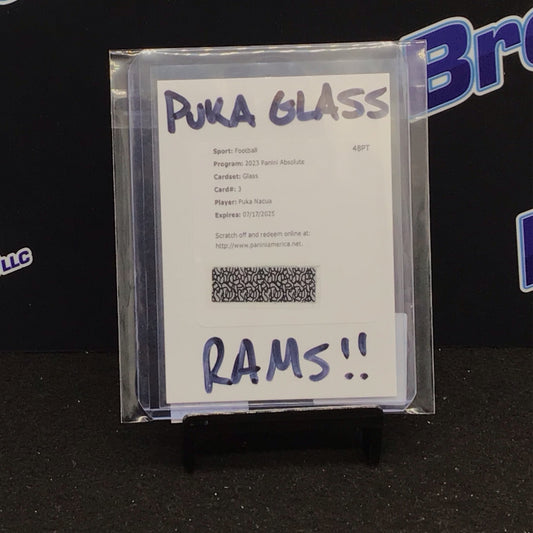 Bre
PUKA GLASS
Sport: Football 48PT
Program: 2023 Panini Absolute
Cardset: Glass
Card#: 3
Player: Puka Nacua
Expires: 07/17/2025
Scratch off and redeem online at:
http://www.paniniamerica.net.
LLC
RAMS!!